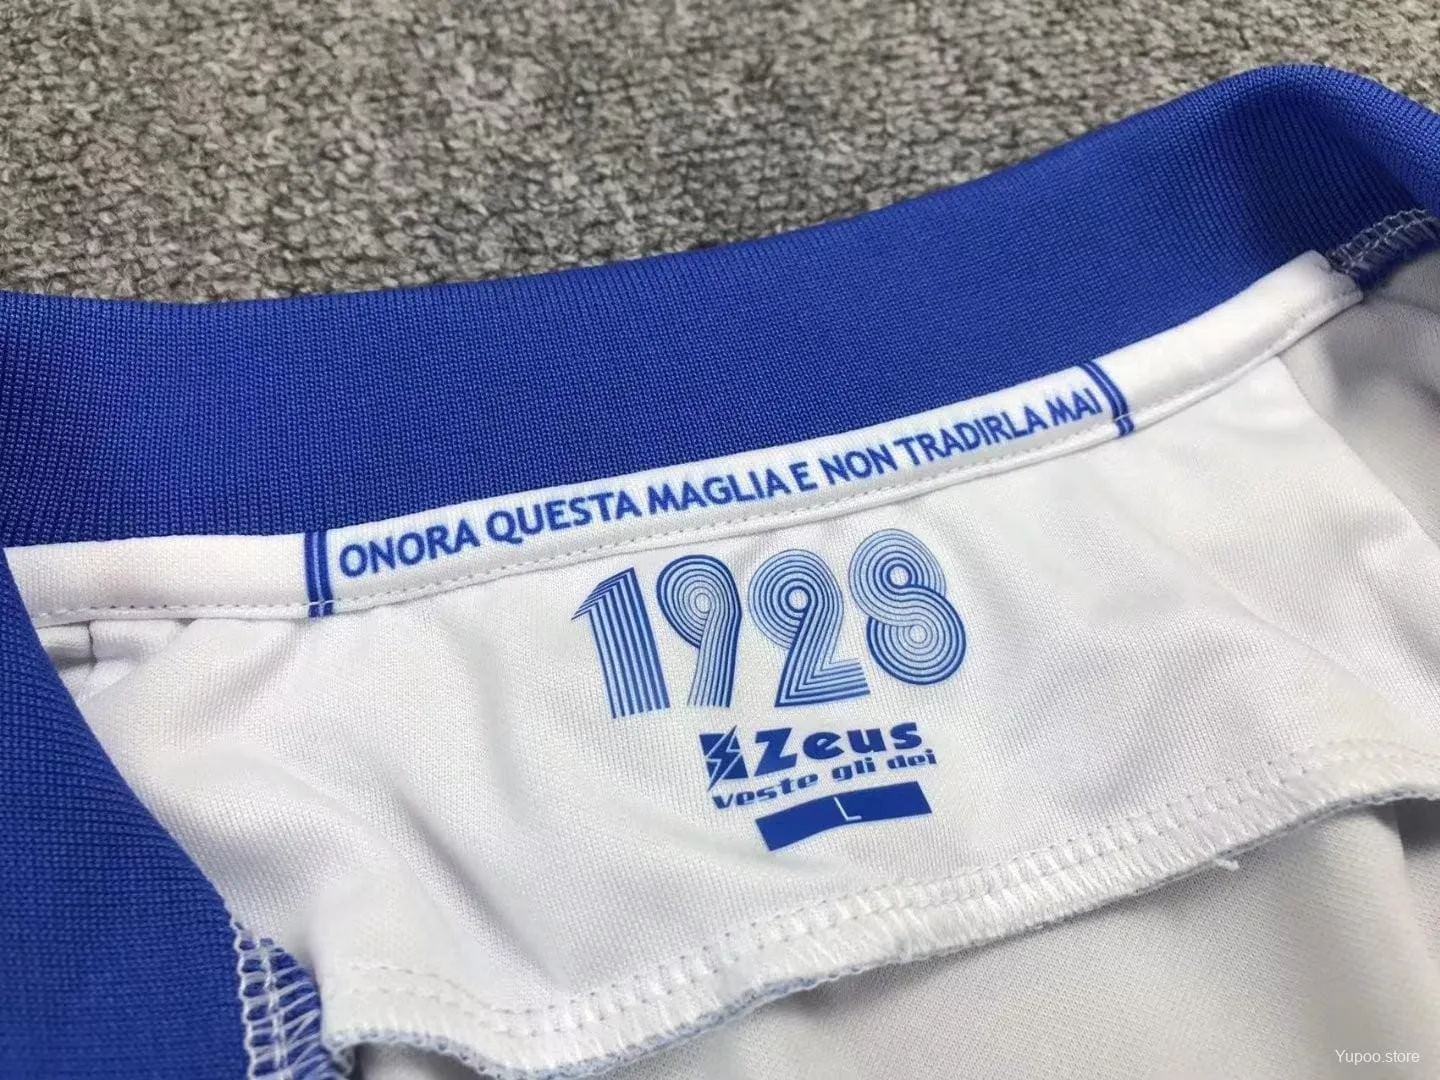 ONORA QUESTA MAGLIA E NON TRADIRLA MAI
1928
Zeus
veste gli dei
L
Yupoo.store